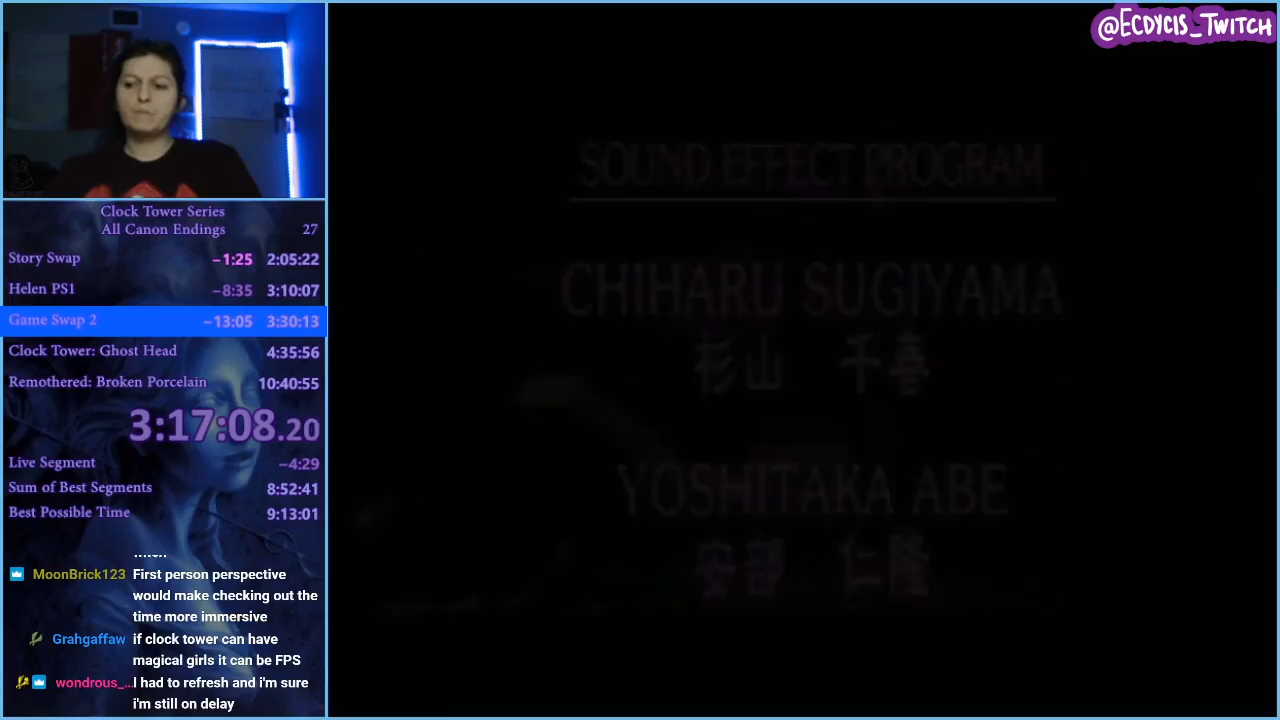 @ECDYCIS_TWITCH
Clock Tower Series
All Canon Endings 27
Story Swap −1:25 2:05:22
Helen PS1 −8:35 3:10:07
Game Swap 2 −13:05 3:30:13
Clock Tower: Ghost Head 4:35:56
Remothered: Broken Porcelain 10:40:55
3:17:08.20
Live Segment −4:29
Sum of Best Segments 8:52:41
Best Possible Time 9:13:01
MoonBrick123 First person perspective
would make checking out the
time more immersive
Grahgaffaw if clock tower can have
magical girls it can be FPS
wondrous_... I had to refresh and i'm sure
i'm still on delay
SOUND EFFECT PROGRAM
CHIHARU SUGIYAMA
杉山 千春
YOSHITAKA ABE
安部 仁隆